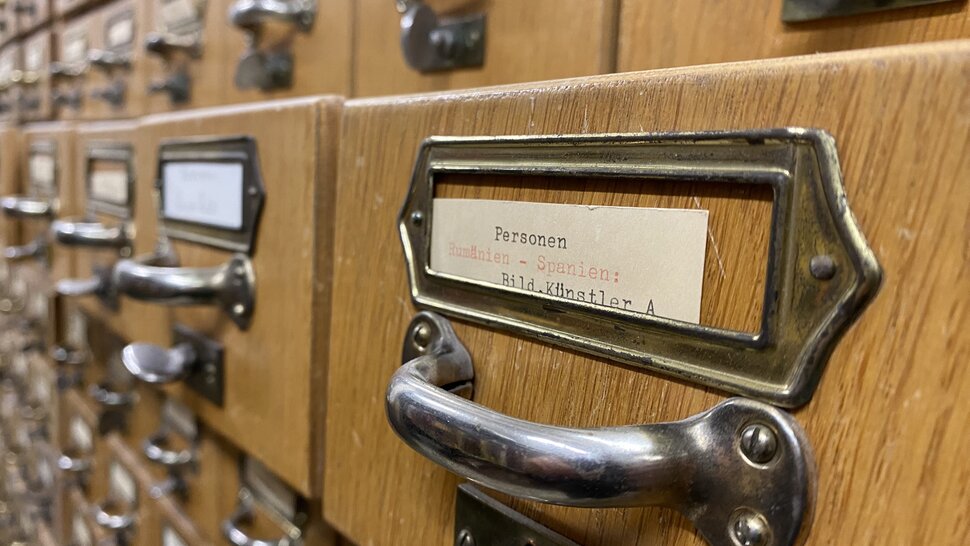 Personen
Rumänien - Spanien:
Bild.Künstler A